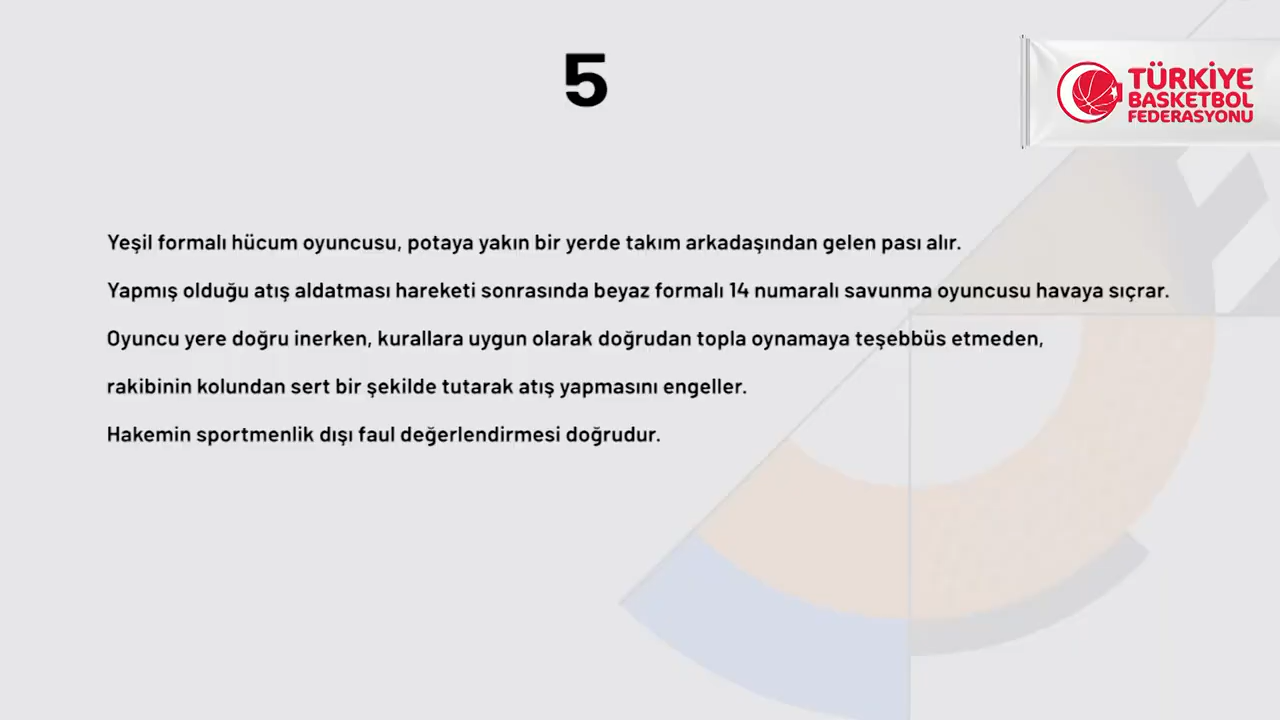 5
TÜRKİYE
BASKETBOL
FEDERASYONU
Yeşil formalı hücum oyuncusu, potaya yakın bir yerde takım arkadaşından gelen pası alır.
Yapmış olduğu atış aldatması hareketi sonrasında beyaz formalı 14 numaralı savunma oyuncusu havaya sıçrar.
Oyuncu yere doğru inerken, kurallara uygun olarak doğrudan topla oynamaya teşebbüs etmeden,
rakibinin kolundan sert bir şekilde tutarak atış yapmasını engeller.
Hakemin sportmenlik dışı faul değerlendirmesi doğrudur.